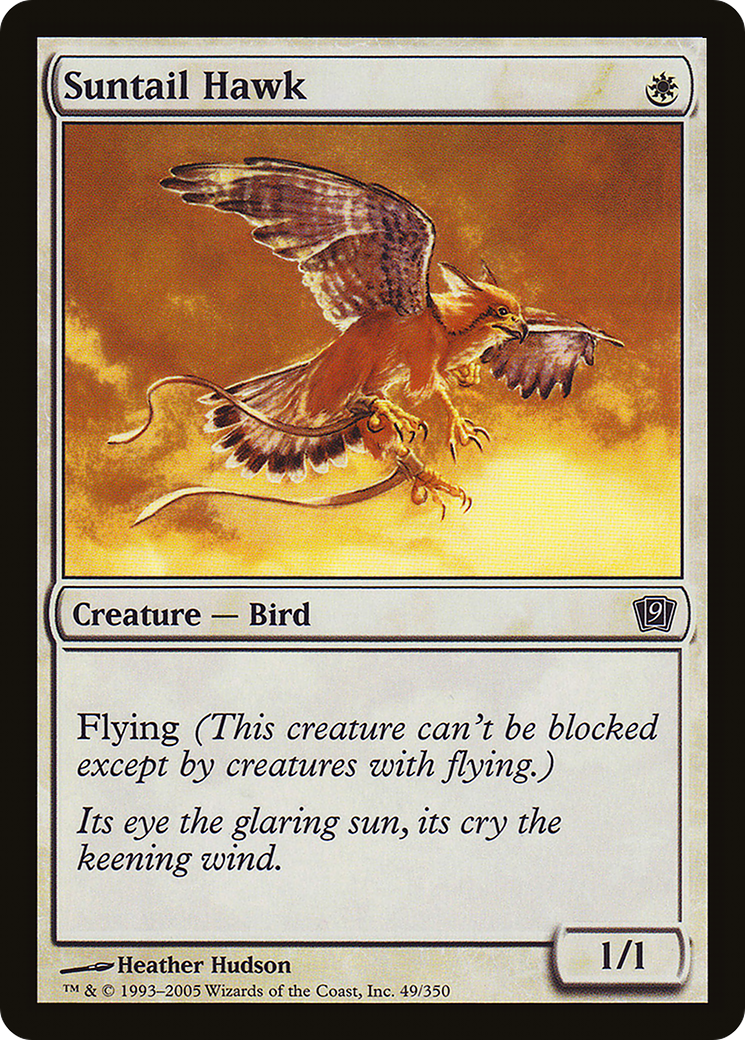 Suntail Hawk
Creature — Bird
9
Flying (This creature can't be blocked
except by creatures with flying.)
Its eye the glaring sun, its cry the
keening wind.
1/1
Heather Hudson
™ & © 1993–2005 Wizards of the Coast, Inc. 49/350